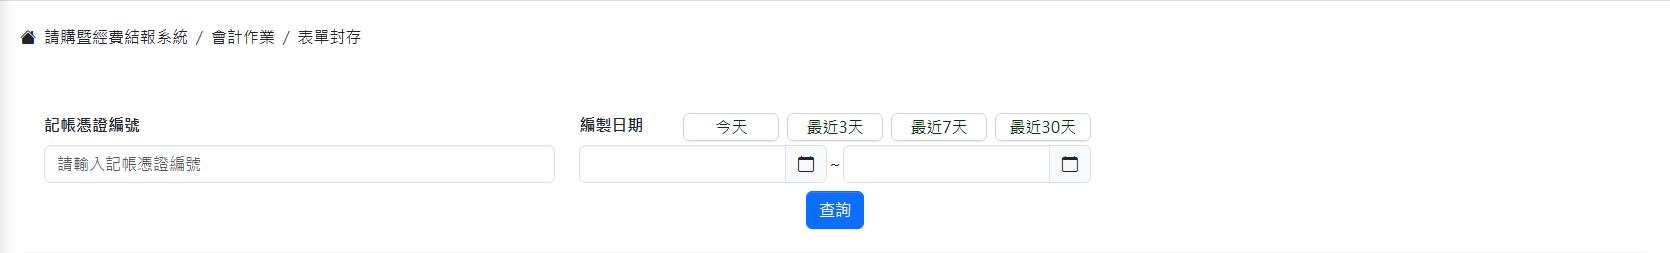 請購暨經費結報系統 / 會計作業 / 表單封存
記帳憑證編號
請輸入記帳憑證編號
編製日期 今天 最近3天 最近7天 最近30天
~
查詢